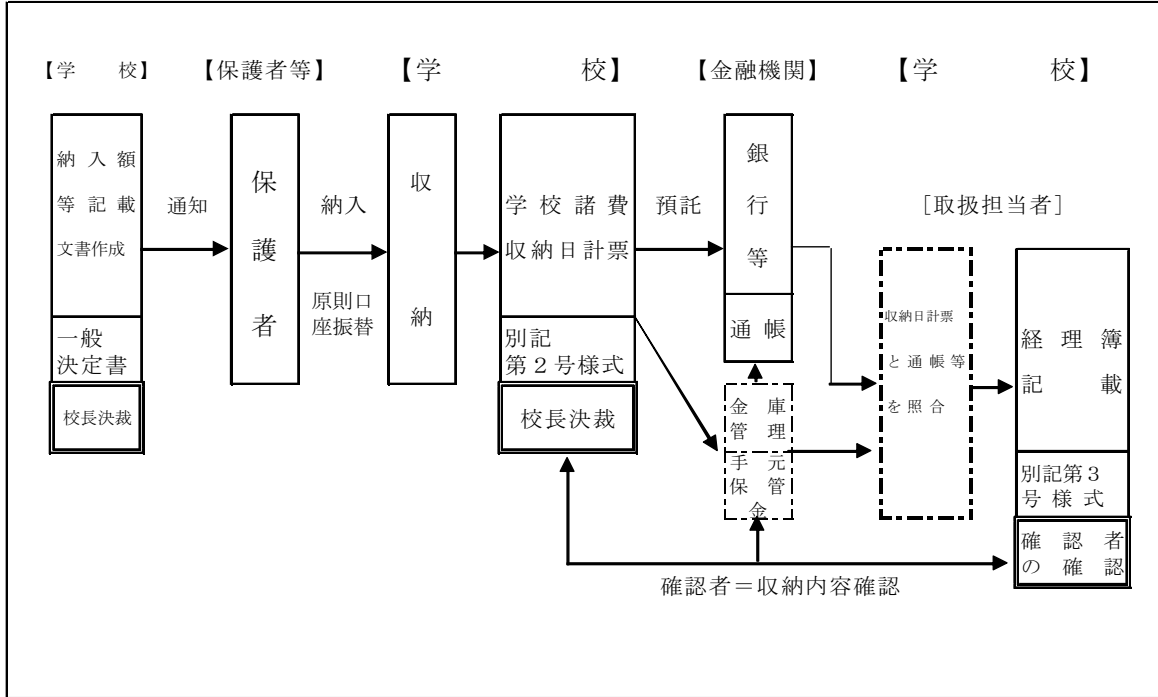 【学　校】
【保護者等】
【学　校】
【金融機関】
【学　校】
納入額
等記載
文書作成
一般
決定書
校長決裁
通知
保護者
納入
原則口
座振替
収納
学校諸費
収納日計票
別記
第２号様式
校長決裁
預託
銀行等
通帳
金庫
管理
手元
保管
金
[取扱担当者]
収納日計票
と通帳等
を照合
経理簿
記載
別記第３
号様式
確認者
の確認
確認者＝収納内容確認